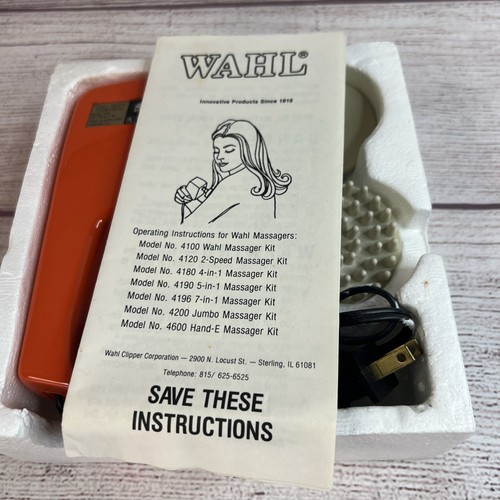 WAHL®
Innovative Products Since 1919
Operating Instructions for Wahl Massagers:
Model No. 4100 Wahl Massager Kit
Model No. 4120 2-Speed Massager Kit
Model No. 4180 4-in-1 Massager Kit
Model No. 4190 5-in-1 Massager Kit
Model No. 4196 7-in-1 Massager Kit
Model No. 4200 Jumbo Massager Kit
Model No. 4600 Hand-E Massager Kit
Wahl Clipper Corporation — 2900 N. Locust St. — Sterling, IL 61081
Telephone: 815/ 625-6525
SAVE THESE
INSTRUCTIONS